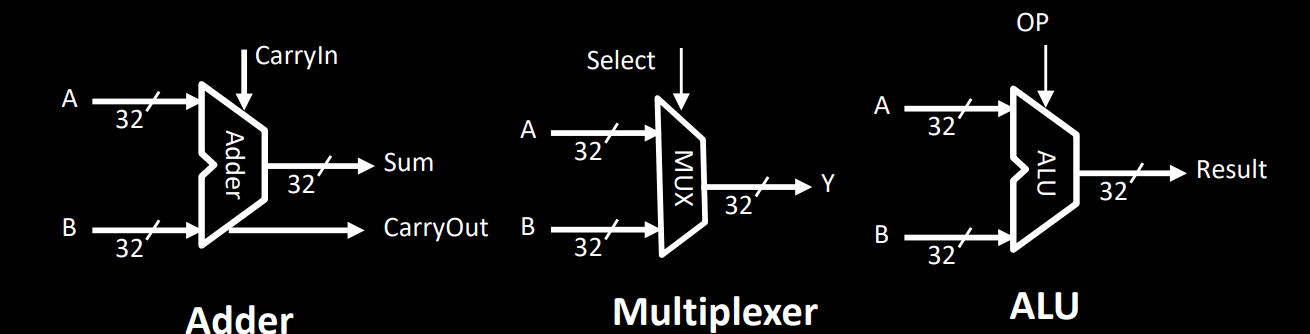 CarryIn
A
32
Adder
32
Sum
B
32
CarryOut
Adder
Select
A
32
MUX
32
Y
B
32
Multiplexer
OP
A
32
ALU
32
Result
B
32
ALU